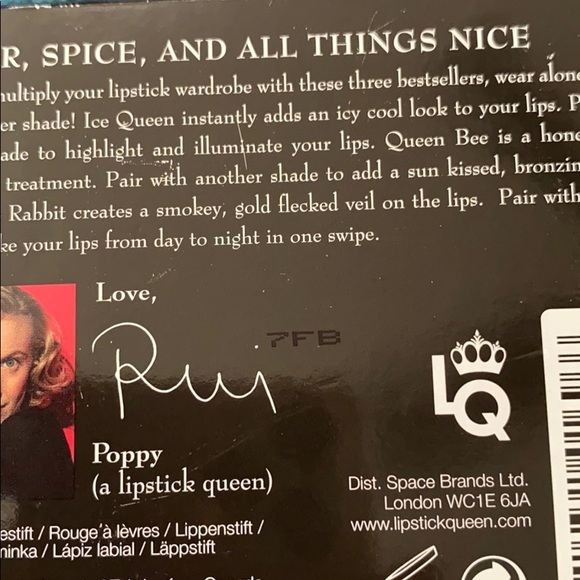 R, SPICE, AND ALL THINGS NICE
multiply your lipstick wardrobe with these three bestsellers, wear alone
er shade! Ice Queen instantly adds an icy cool look to your lips. P
ade to highlight and illuminate your lips. Queen Bee is a hone
treatment. Pair with another shade to add a sun kissed, bronzin
Rabbit creates a smokey, gold flecked veil on the lips. Pair with
ke your lips from day to night in one swipe.
Love,
7FB
LQ
Poppy
(a lipstick queen)
Dist. Space Brands Ltd.
London WC1E 6JA
www.lipstickqueen.com
estift / Rouge à lèvres / Lippenstift /
ninka / Lápiz labial / Läppstift